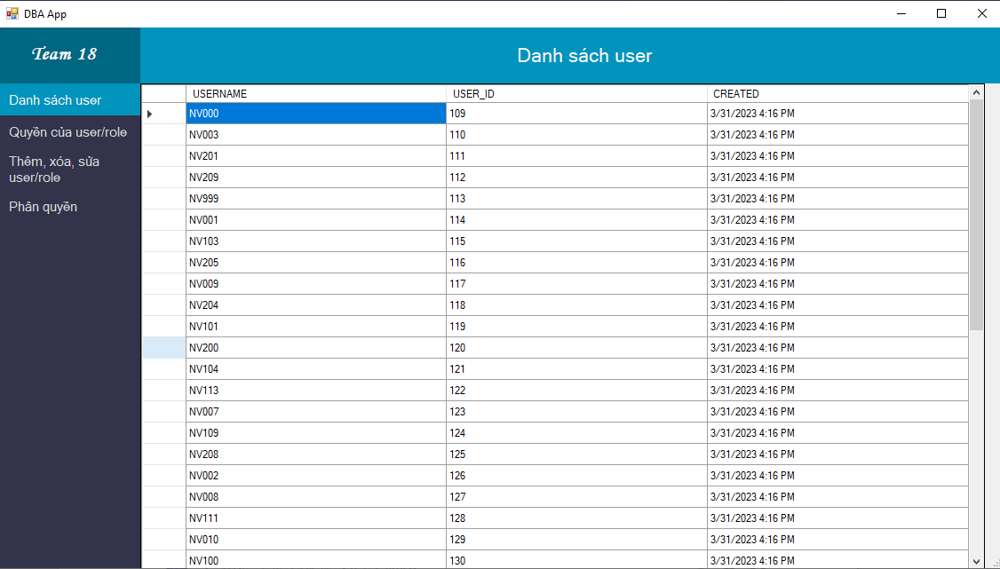 DBA App
Team 18
Danh sách user
Danh sách user
Quyền của user/role
Thêm, xóa, sửa
user/role
Phân quyền
USERNAME USER_ID CREATED
NV000 109 3/31/2023 4:16 PM
NV003 110 3/31/2023 4:16 PM
NV201 111 3/31/2023 4:16 PM
NV209 112 3/31/2023 4:16 PM
NV999 113 3/31/2023 4:16 PM
NV001 114 3/31/2023 4:16 PM
NV103 115 3/31/2023 4:16 PM
NV205 116 3/31/2023 4:16 PM
NV009 117 3/31/2023 4:16 PM
NV204 118 3/31/2023 4:16 PM
NV101 119 3/31/2023 4:16 PM
NV200 120 3/31/2023 4:16 PM
NV104 121 3/31/2023 4:16 PM
NV113 122 3/31/2023 4:16 PM
NV007 123 3/31/2023 4:16 PM
NV109 124 3/31/2023 4:16 PM
NV208 125 3/31/2023 4:16 PM
NV002 126 3/31/2023 4:16 PM
NV008 127 3/31/2023 4:16 PM
NV111 128 3/31/2023 4:16 PM
NV010 129 3/31/2023 4:16 PM
NV100 130 3/31/2023 4:16 PM